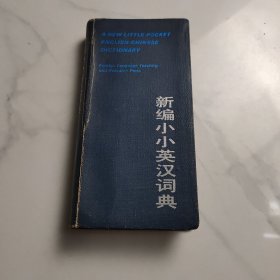 A NEW LITTLE POCKET
ENGLISH-CHINESE
DICTIONARY
Foreign Language Teaching
and Research Press
新编小小英汉词典